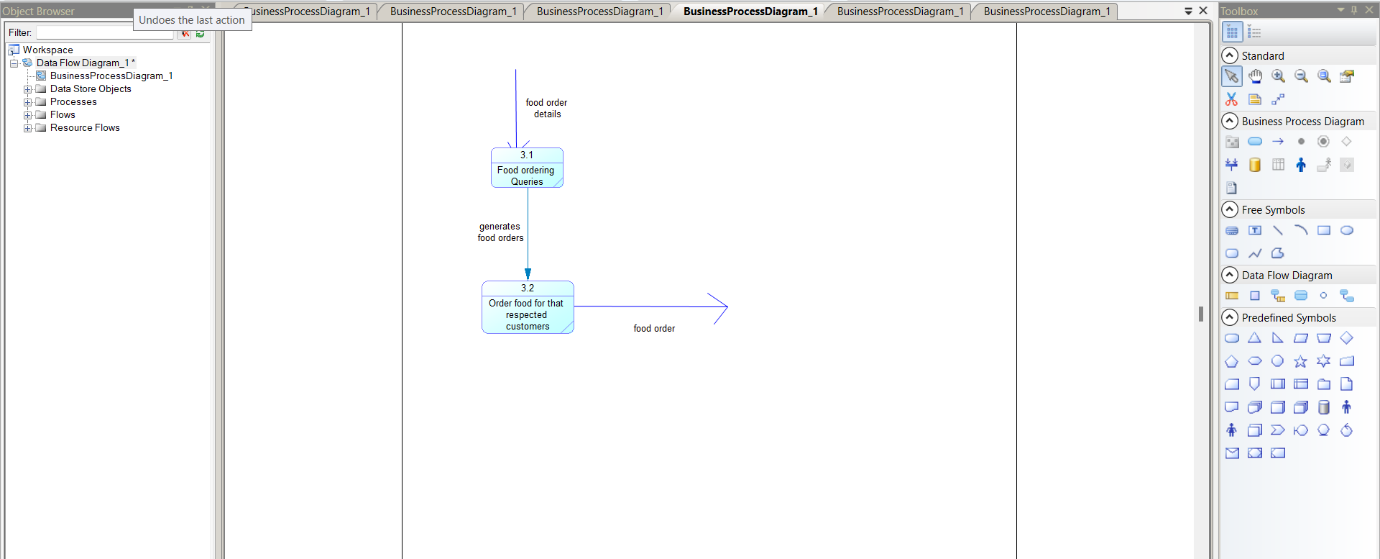 Object Browser
Undoes the last action
Filter:
Workspace
Data Flow Diagram_1 *
BusinessProcessDiagram_1
Data Store Objects
Processes
Flows
Resource Flows
BusinessProcessDiagram_1
BusinessProcessDiagram_1
BusinessProcessDiagram_1
BusinessProcessDiagram_1
BusinessProcessDiagram_1
BusinessProcessDiagram_1
food order
details
3.1
Food ordering
Queries
generates
food orders
3.2
Order food for that
respected
customers
food order
Toolbox
Standard
Business Process Diagram
Free Symbols
Data Flow Diagram
Predefined Symbols